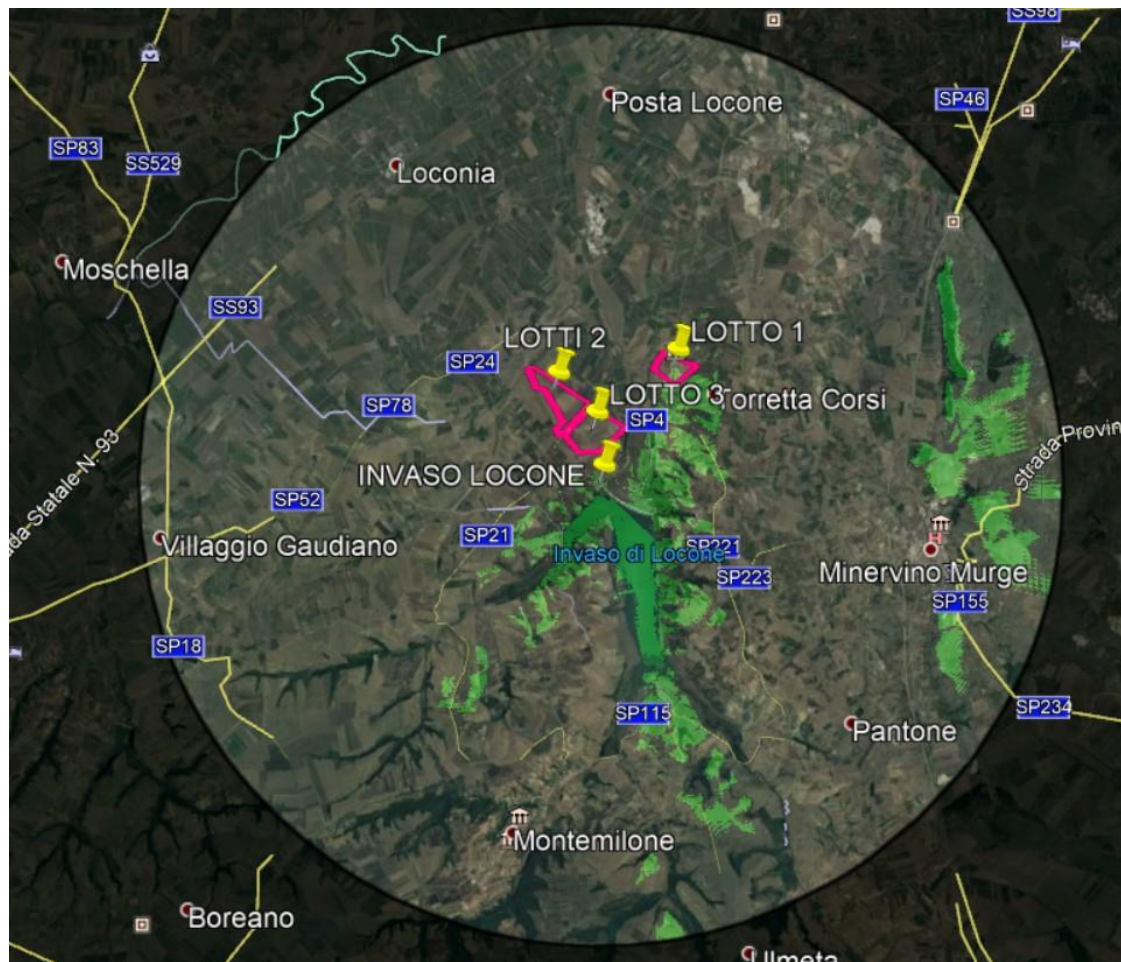 SS98
SP46
Posta Locone
SP83
SS529
Loconia
Moschella
SS93
LOTTI 2
LOTTO 1
SP24
LOTTO 3
Torretta Corsi
SP78
SP4
Strada Provin
da Statale N. 93
INVASO LOCONE
SP52
SP21
Villaggio Gaudiano
Invaso di Locone
SP221
SP223
Minervino Murge
SP155
SP18
SP115
SP234
Pantone
Montemilone
Boreano
Ulmeta